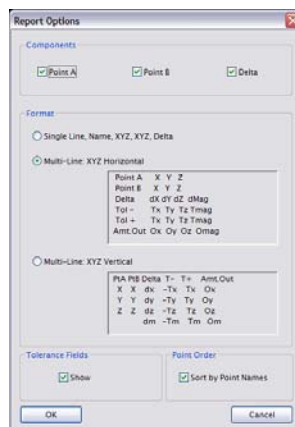 Report Options
Components
Point A
Point B
Delta
Format
Single Line, Name, XYZ, XYZ, Delta
Multi-Line: XYZ Horizontal
Point A X Y Z
Point B X Y Z
Delta dX dY dZ dMag
Tol - Tx Ty Tz Tmag
Tol + Tx Ty Tz Tmag
Amt.Out Ox Oy Oz Omag
Multi-Line: XYZ Vertical
PtA PtB Delta T- T+ Amt.Out
X X dx -Tx Tx Ox
Y Y dy -Ty Ty Oy
Z Z dz -Tz Tz Oz
dm -Tm Tm Om
Tolerance Fields
Show
Point Order
Sort by Point Names
OK
Cancel